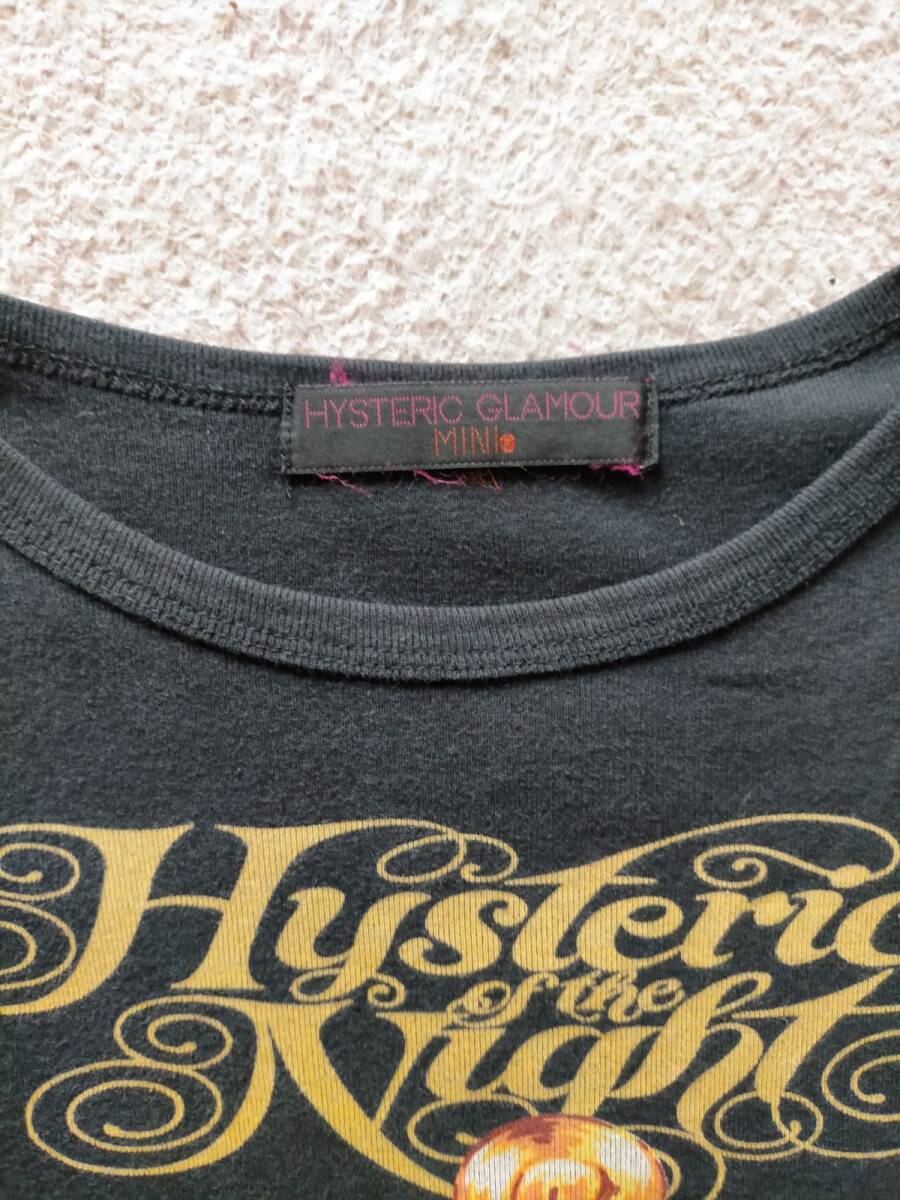 HYSTERIC GLAMOUR
MINI®
Hysteric
of the
Night